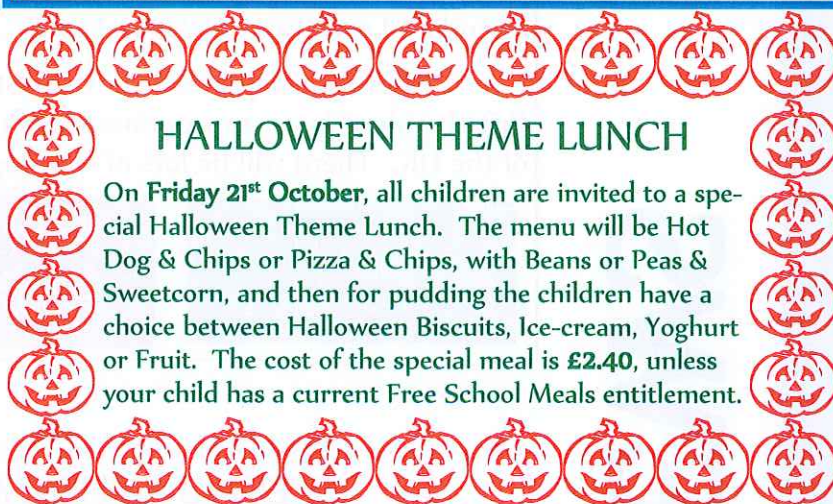 HALLOWEEN THEME LUNCH
On Friday 21st October, all children are invited to a spe-
cial Halloween Theme Lunch. The menu will be Hot
Dog & Chips or Pizza & Chips, with Beans or Peas &
Sweetcorn, and then for pudding the children have a
choice between Halloween Biscuits, Ice-cream, Yoghurt
or Fruit. The cost of the special meal is £2.40, unless
your child has a current Free School Meals entitlement.